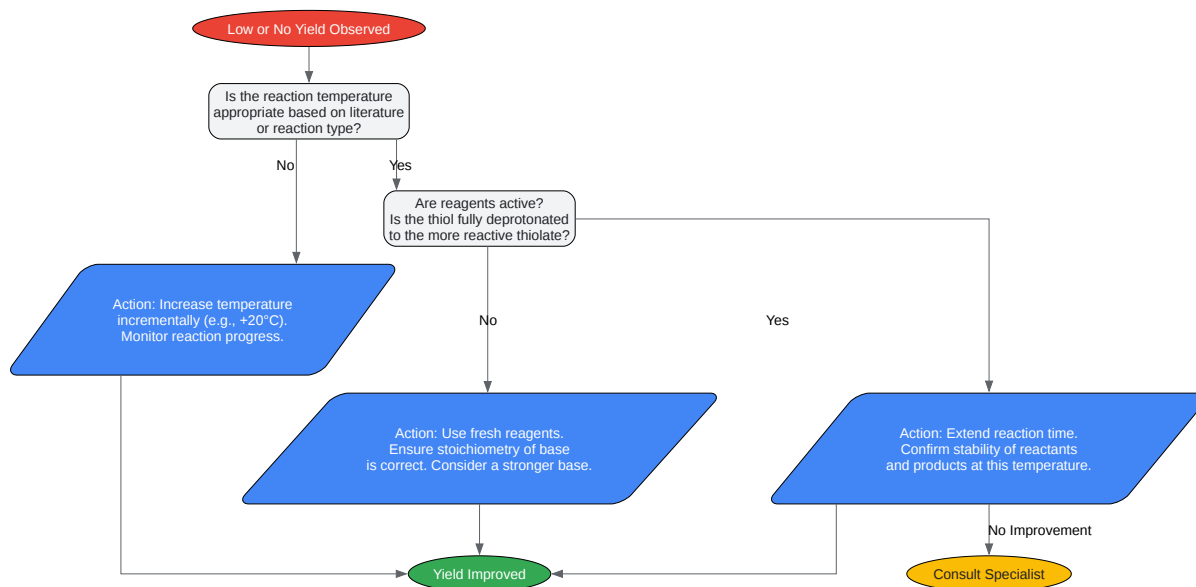 Low or No Yield Observed
Is the reaction temperature
appropriate based on literature
or reaction type?
No
Yes
Are reagents active?
Is the thiol fully deprotonated
to the more reactive thiolate?
Action: Increase temperature
incrementally (e.g., +20°C).
Monitor reaction progress.
No
Yes
Action: Use fresh reagents.
Ensure stoichiometry of base
is correct. Consider a stronger base.
Action: Extend reaction time.
Confirm stability of reactants
and products at this temperature.
No Improvement
Yield Improved
Consult Specialist